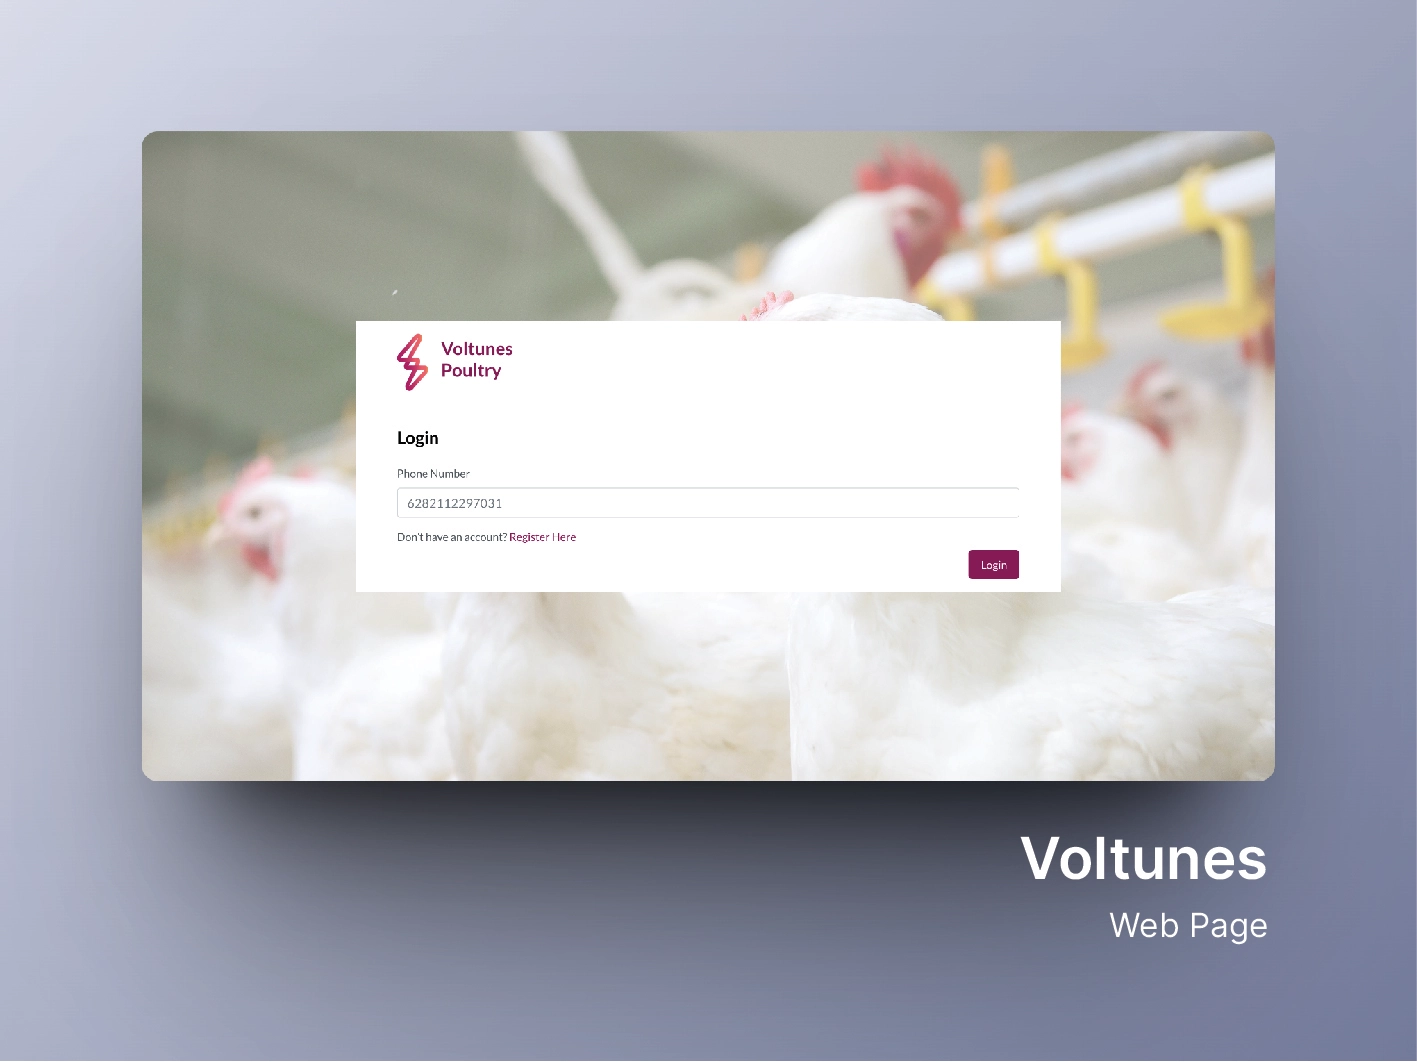 Voltunes
Poultry
Login
Phone Number
6282112297031
Don't have an account? Register Here
Login
Voltunes
Web Page